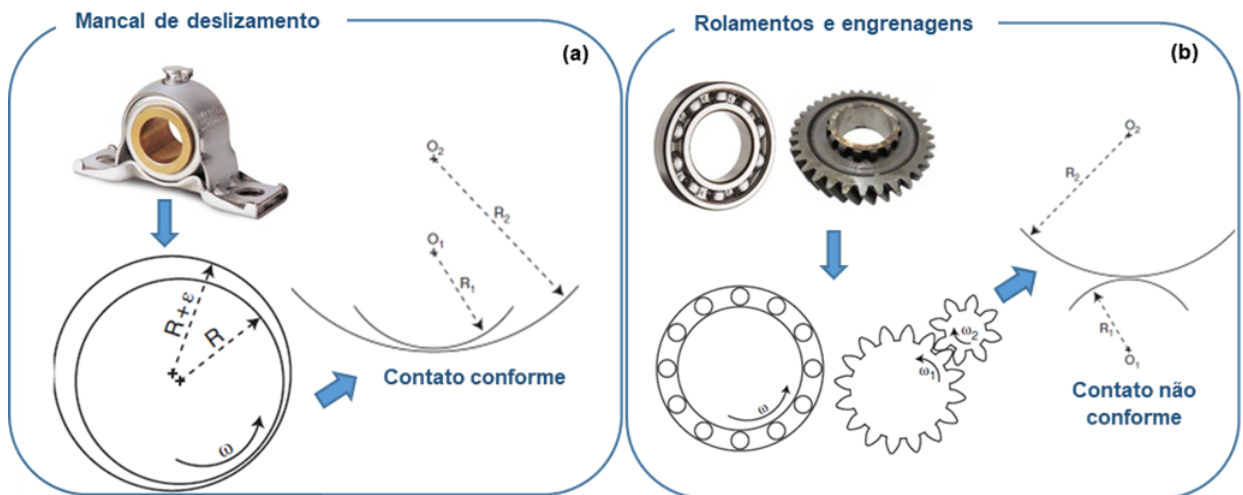 Mancal de deslizamento
(a)
O₂
R₂
O₁
R₁
R+ε
R
ω
Contato conforme
Rolamentos e engrenagens
(b)
O₂
R₂
R₁
O₁
ω
ω₁
ω₂
Contato não
conforme